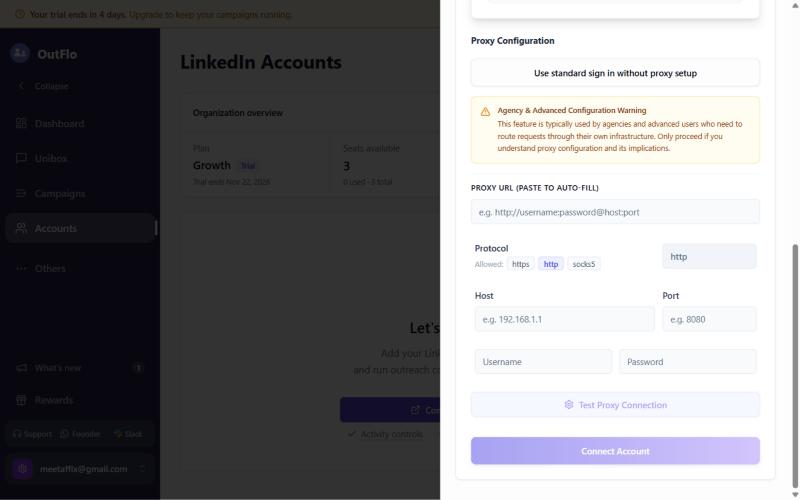 Your trial ends in 4 days. Upgrade to keep your campaigns running.
OutFlo
Collapse
Dashboard
Unibox
Campaigns
Accounts
Others
What's new
1
Rewards
Support
Founder
Slack
meetaffix@gmail.com
LinkedIn Accounts
Organization overview
Plan
Growth
Trial
Trial ends Nov 22, 2026
Seats available
3
0 used · 3 total
Let's
Add your
and run outreach
Activity controls
Proxy Configuration
Use standard sign in without proxy setup
Agency & Advanced Configuration Warning
This feature is typically used by agencies and advanced users who need to
route requests through their own infrastructure. Only proceed if you
understand proxy configuration and its implications.
PROXY URL (PASTE TO AUTO-FILL)
e.g. http://username:password@host:port
Protocol
Allowed:
https
http
socks5
http
Host
Port
e.g. 192.168.1.1
e.g. 8080
Username
Password
Test Proxy Connection
Connect Account